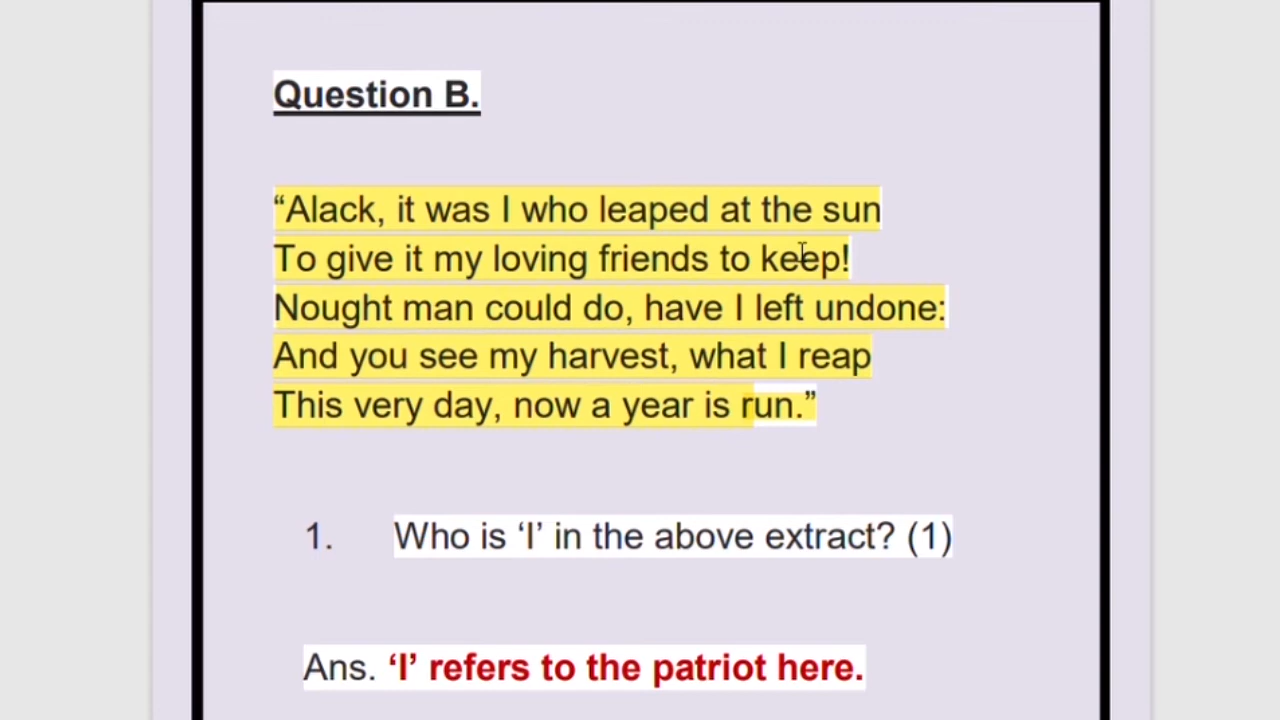 Question B.
“Alack, it was I who leaped at the sun
To give it my loving friends to keep!
Nought man could do, have I left undone:
And you see my harvest, what I reap
This very day, now a year is run.”
1. Who is ‘I’ in the above extract? (1)
Ans. ‘I’ refers to the patriot here.